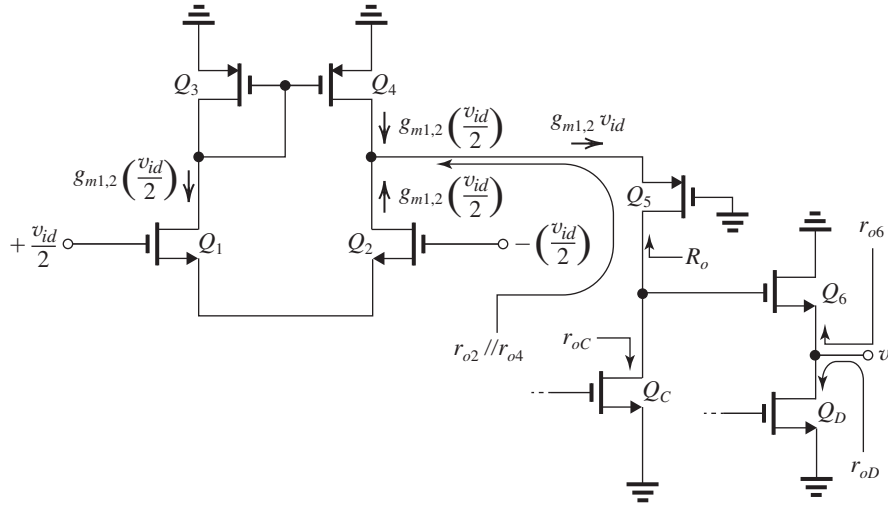 Q₃
Q₄
g_{m1,2} (v_{id}/2)
g_{m1,2} v_{id}
g_{m1,2} (v_{id}/2)
g_{m1,2} (v_{id}/2)
Q₅
r_{o6}
+ v_{id}/2
Q₁
Q₂
−(v_{id}/2)
R_o
Q₆
r_{o2} // r_{o4}
r_{oC}
v
Q_C
Q_D
r_{oD}